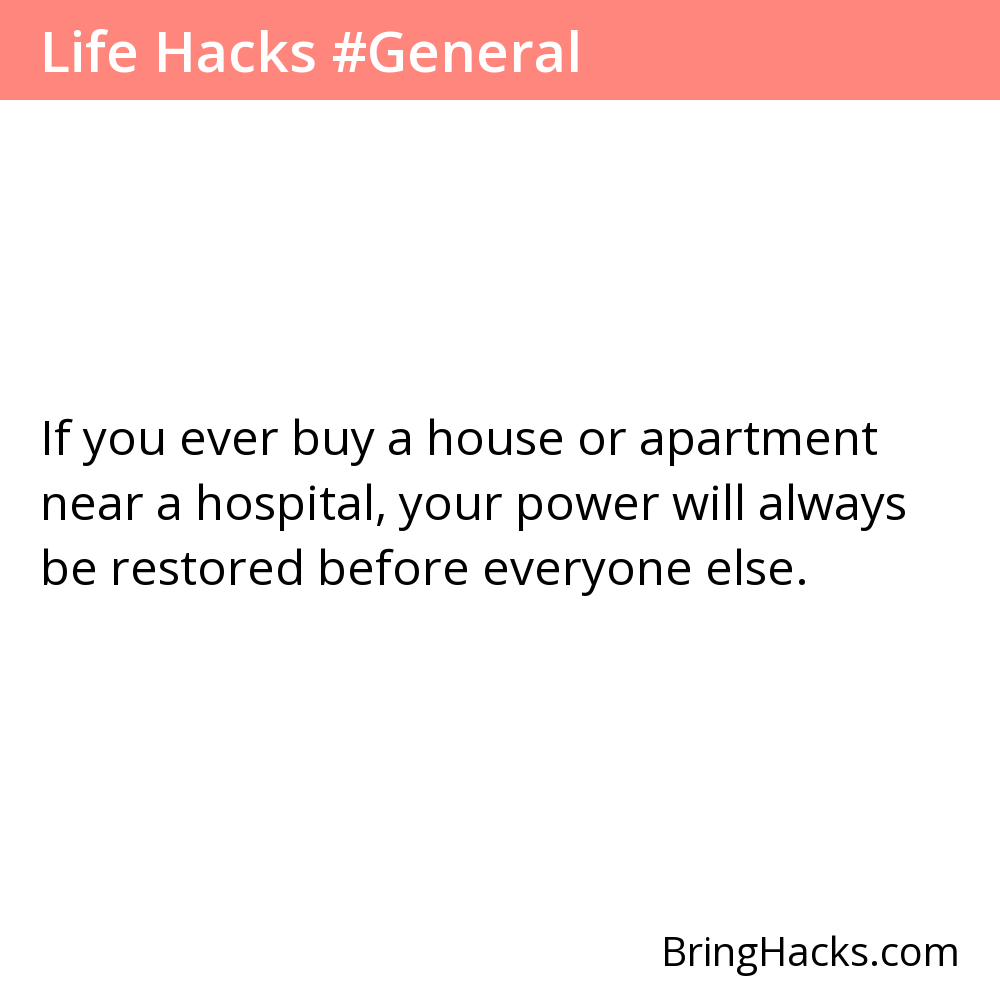 Life Hacks #General
If you ever buy a house or apartment
near a hospital, your power will always
be restored before everyone else.
BringHacks.com